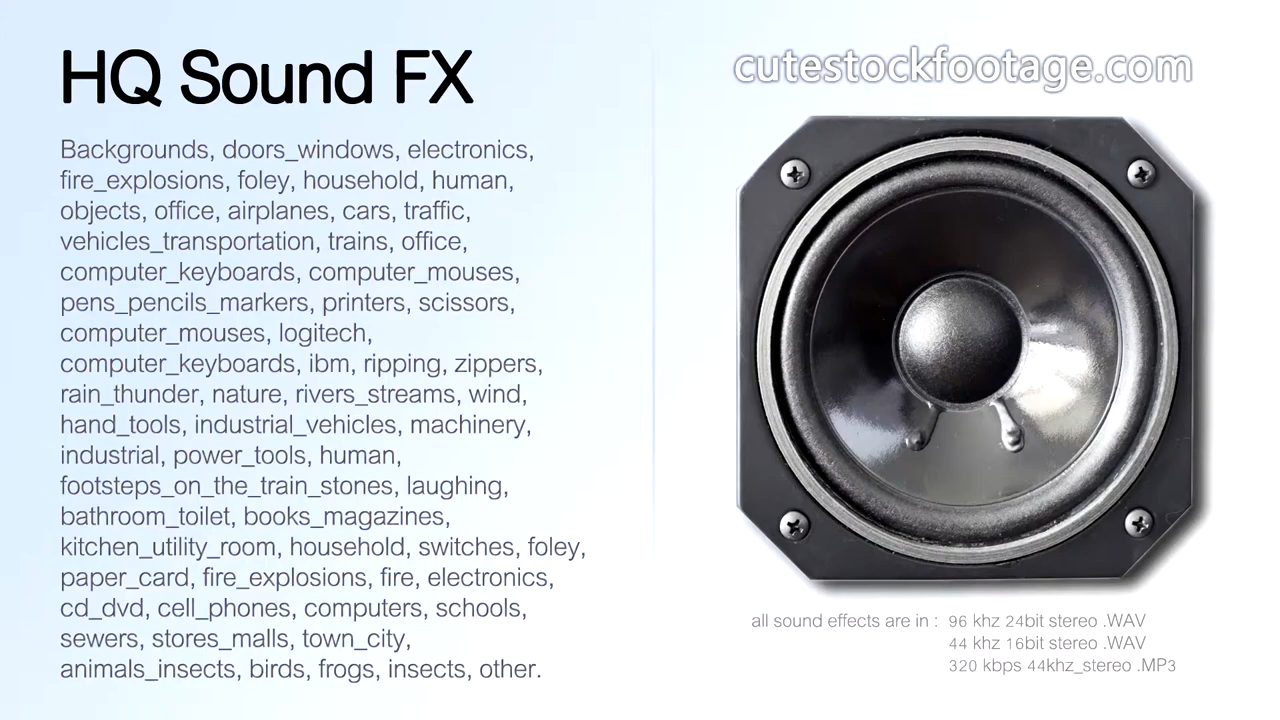 HQ Sound FX
Backgrounds, doors_windows, electronics,
fire_explosions, foley, household, human,
objects, office, airplanes, cars, traffic,
vehicles_transportation, trains, office,
computer_keyboards, computer_mouses,
pens_pencils_markers, printers, scissors,
computer_mouses, logitech,
computer_keyboards, ibm, ripping, zippers,
rain_thunder, nature, rivers_streams, wind,
hand_tools, industrial_vehicles, machinery,
industrial, power_tools, human,
footsteps_on_the_train_stones, laughing,
bathroom_toilet, books_magazines,
kitchen_utility_room, household, switches, foley,
paper_card, fire_explosions, fire, electronics,
cd_dvd, cell_phones, computers, schools,
sewers, stores_malls, town_city,
animals_insects, birds, frogs, insects, other.
cutestockfootage.com
all sound effects are in : 96 khz 24bit stereo .WAV
44 khz 16bit stereo .WAV
320 kbps 44khz_stereo .MP3